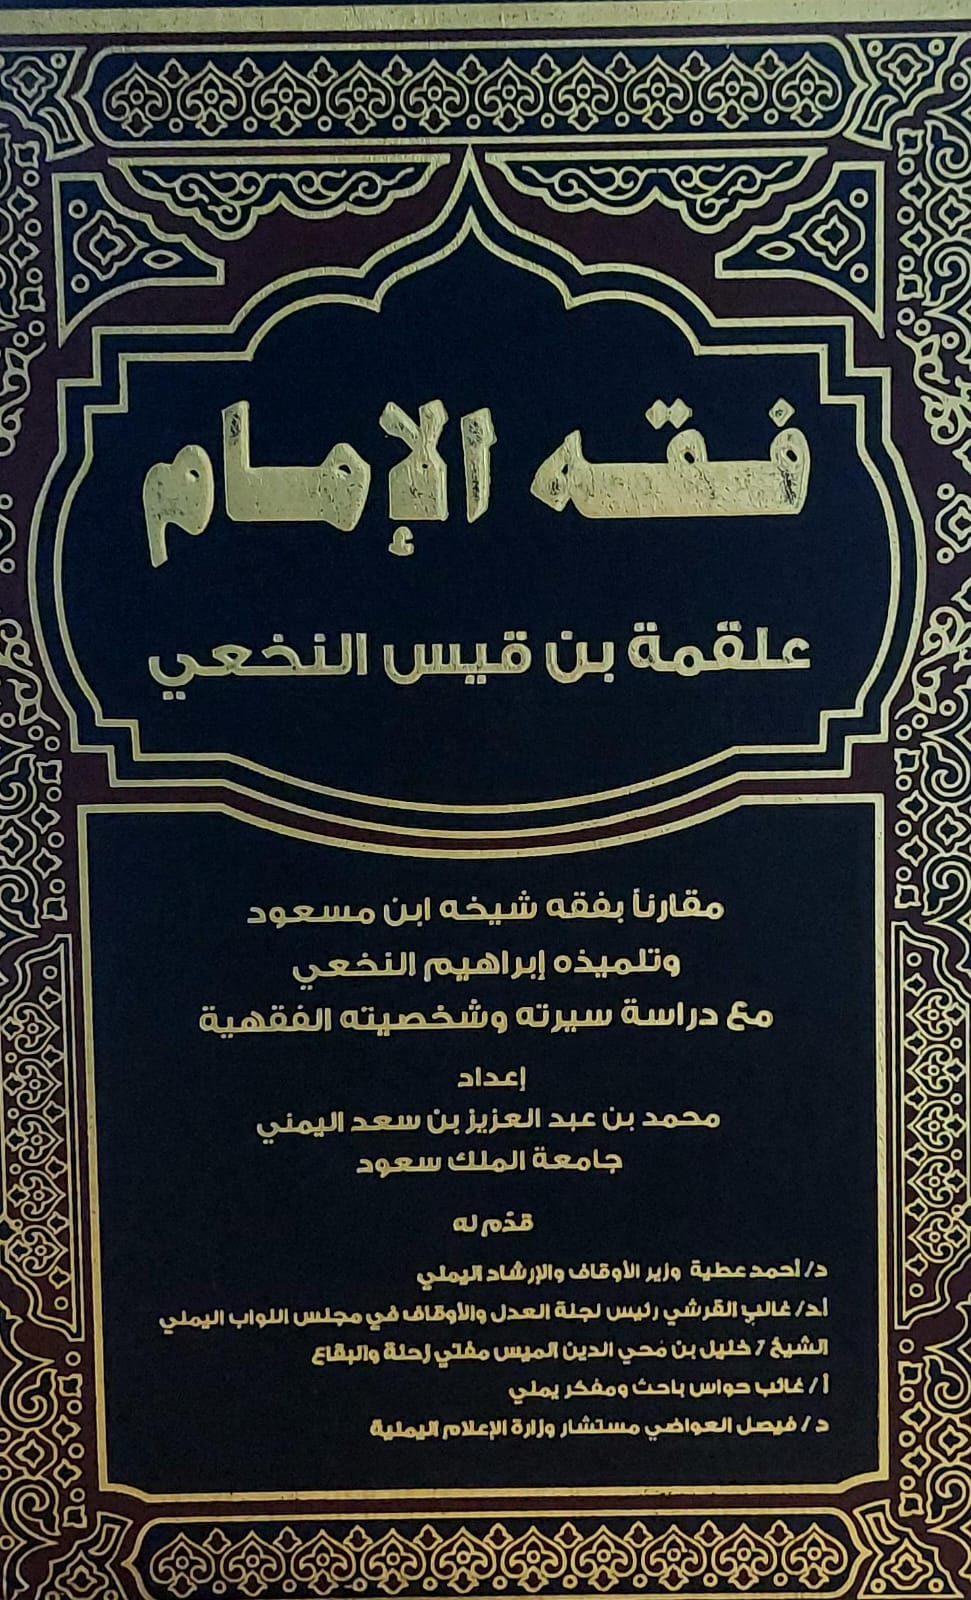 فقه الإمام
علقمة بن قيس النخعي
مقارناً بفقه شيخه ابن مسعود
وتلميذه إبراهيم النخعي
مع دراسة سيرته وشخصيته الفقهية
إعداد
محمد بن عبد العزيز بن سعد اليمني
جامعة الملك سعود
قدّم له
د/ أحمد عطية وزير الأوقاف والإرشاد اليمني
أ.د/ غالب القرشي رئيس لجنة العدل والأوقاف في مجلس النواب اليمني
الشيخ / خليل بن محي الدين الميس مفتي زحلة والبقاع
أ/ غائب حواس باحث ومفكر يمني
د/ فيصل العواضي مستشار وزارة الإعلام اليمنية